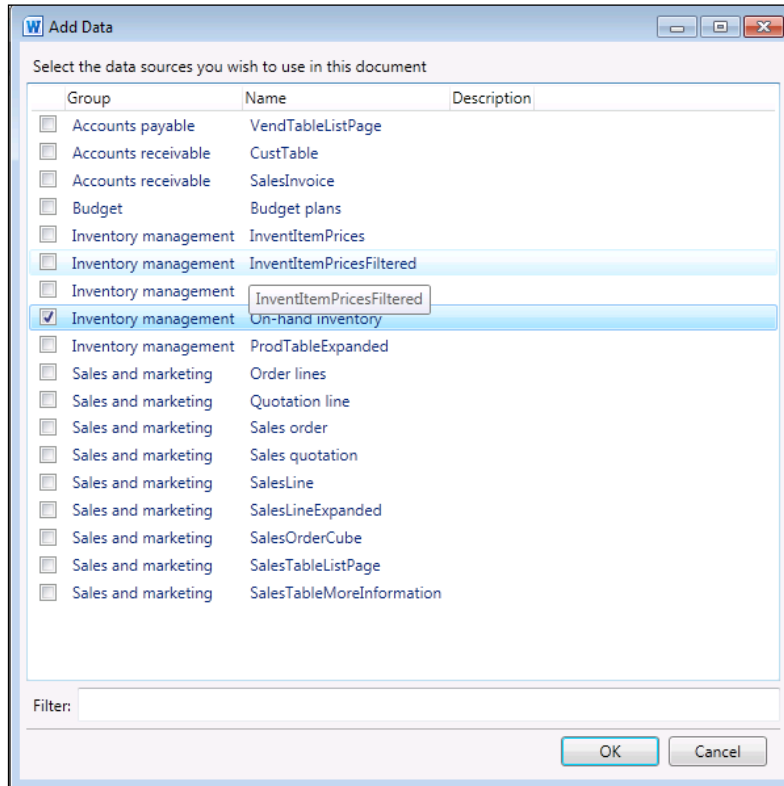 Add Data
Select the data sources you wish to use in this document
Group Name Description
Accounts payable VendTableListPage
Accounts receivable CustTable
Accounts receivable SalesInvoice
Budget Budget plans
Inventory management InventItemPrices
Inventory management InventItemPricesFiltered
Inventory management
InventItemPricesFiltered
Inventory management On-hand inventory
Inventory management ProdTableExpanded
Sales and marketing Order lines
Sales and marketing Quotation line
Sales and marketing Sales order
Sales and marketing Sales quotation
Sales and marketing SalesLine
Sales and marketing SalesLineExpanded
Sales and marketing SalesOrderCube
Sales and marketing SalesTableListPage
Sales and marketing SalesTableMoreInformation
Filter:
OK Cancel